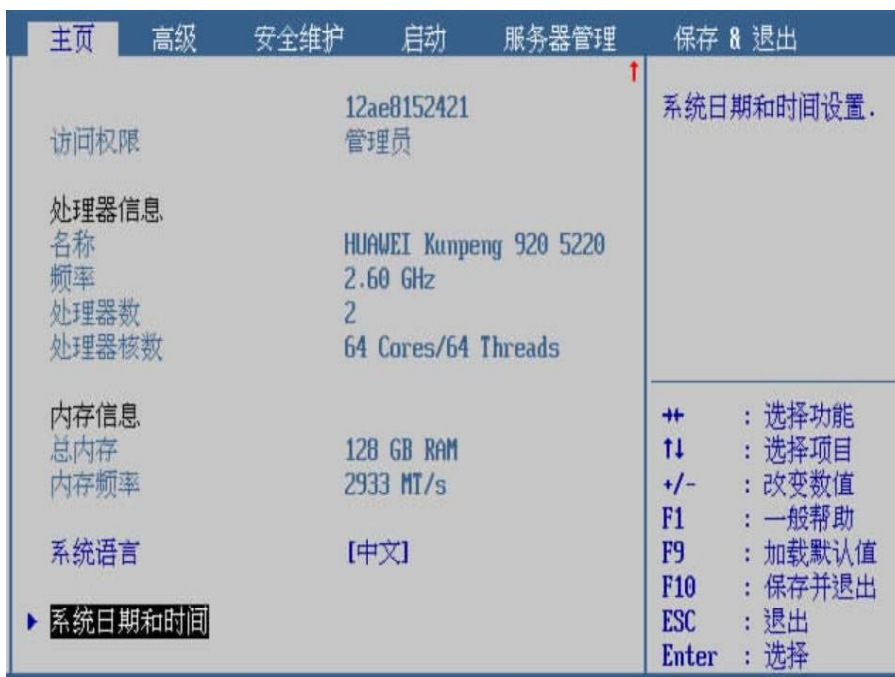 主页 高级 安全维护 启动 服务器管理 保存 & 退出
12ae8152421
访问权限 管理员
处理器信息
名称 HUAWEI Kunpeng 920 5220
频率 2.60 GHz
处理器数 2
处理器核数 64 Cores/64 Threads
内存信息
总内存 128 GB RAM
内存频率 2933 MT/s
系统语言 [中文]
系统日期和时间
系统日期和时间设置.
→← : 选择功能
↑↓ : 选择项目
+/- : 改变数值
F1 : 一般帮助
F9 : 加载默认值
F10 : 保存并退出
ESC : 退出
Enter : 选择